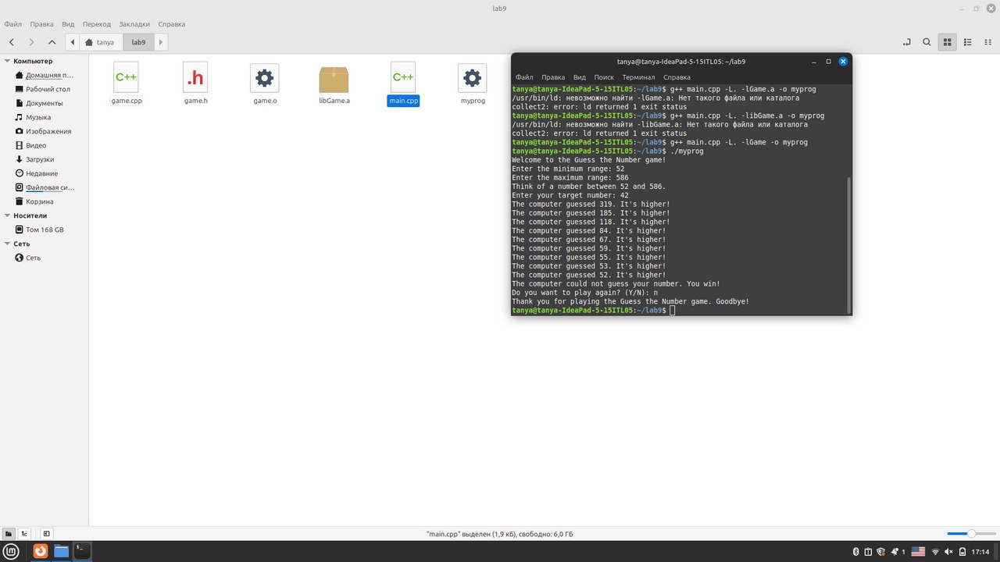 lab9
Файл Правка Вид Переход Закладки Справка
tanya lab9
Компьютер
Домашняя п...
Рабочий стол
Документы
Музыка
Изображения
Видео
Загрузки
Недавние
Файловая си...
Корзина
Носители
Том 168 GB
Сеть
Сеть
C++ .h C++
game.cpp game.h game.o libGame.a main.cpp myprog
tanya@tanya-IdeaPad-5-15ITL05: ~/lab9
Файл Правка Вид Поиск Терминал Справка
tanya@tanya-IdeaPad-5-15ITL05:~/lab9$ g++ main.cpp -L. -lGame.a -o myprog
/usr/bin/ld: невозможно найти -lGame.a: Нет такого файла или каталога
collect2: error: ld returned 1 exit status
tanya@tanya-IdeaPad-5-15ITL05:~/lab9$ g++ main.cpp -L. -libGame.a -o myprog
/usr/bin/ld: невозможно найти -libGame.a: Нет такого файла или каталога
collect2: error: ld returned 1 exit status
tanya@tanya-IdeaPad-5-15ITL05:~/lab9$ g++ main.cpp -L. -lGame -o myprog
tanya@tanya-IdeaPad-5-15ITL05:~/lab9$ ./myprog
Welcome to the Guess the Number game!
Enter the minimum range: 52
Enter the maximum range: 586
Think of a number between 52 and 586.
Enter your target number: 42
The computer guessed 319. It's higher!
The computer guessed 185. It's higher!
The computer guessed 118. It's higher!
The computer guessed 84. It's higher!
The computer guessed 67. It's higher!
The computer guessed 59. It's higher!
The computer guessed 55. It's higher!
The computer guessed 53. It's higher!
The computer guessed 52. It's higher!
The computer could not guess your number. You win!
Do you want to play again? (Y/N): n
Thank you for playing the Guess the Number game. Goodbye!
tanya@tanya-IdeaPad-5-15ITL05:~/lab9$
"main.cpp" выделен (1,9 кБ), свободно: 6,0 ГБ
1 17:14